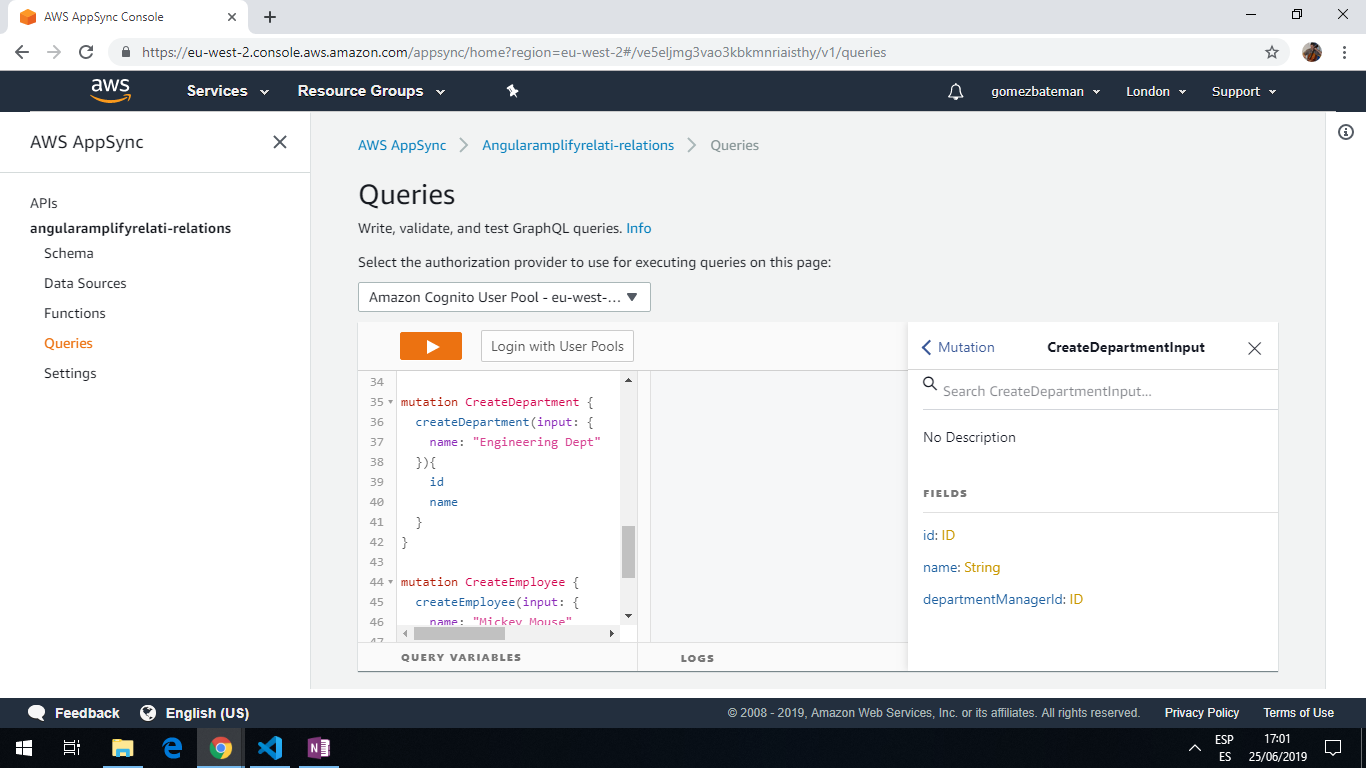 AWS AppSync Console
https://eu-west-2.console.aws.amazon.com/appsync/home?region=eu-west-2#/ve5eljmg3vao3kbkmnriaisthy/v1/queries
aws Services Resource Groups gomezbateman London Support
AWS AppSync
APIs
angularamplifyrelati-relations
Schema
Data Sources
Functions
Queries
Settings
AWS AppSync Angularamplifyrelati-relations Queries
Queries
Write, validate, and test GraphQL queries. Info
Select the authorization provider to use for executing queries on this page:
Amazon Cognito User Pool - eu-west-...
Login with User Pools
34
35 mutation CreateDepartment {
36 createDepartment(input: {
37 name: "Engineering Dept"
38 }){
39 id
40 name
41 }
42 }
43
44 mutation CreateEmployee {
45 createEmployee(input: {
46 name: "Mickey Mouse"
47
QUERY VARIABLES
LOGS
Mutation CreateDepartmentInput
Search CreateDepartmentInput...
No Description
FIELDS
id: ID
name: String
departmentManagerId: ID
Feedback English (US) © 2008 - 2019, Amazon Web Services, Inc. or its affiliates. All rights reserved. Privacy Policy Terms of Use
ESP
ES
17:01
25/06/2019